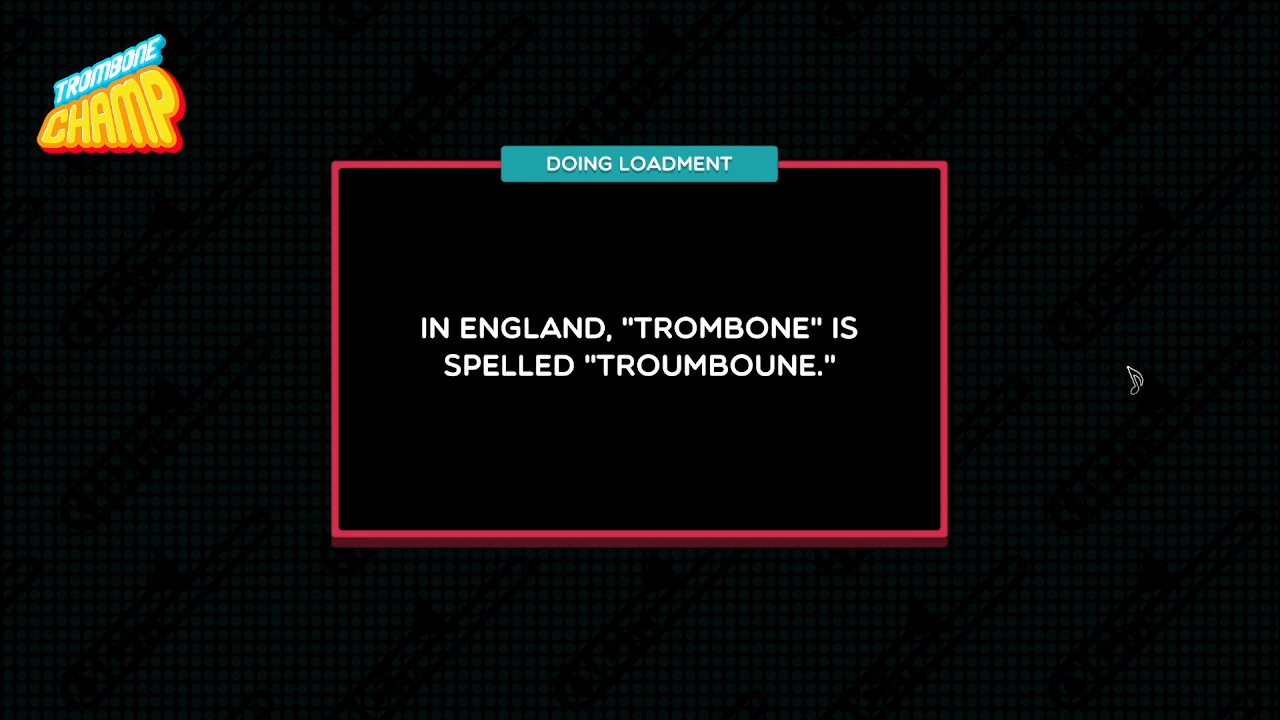 TROMBONE
CHAMP
DOING LOADMENT
IN ENGLAND, "TROMBONE" IS
SPELLED "TROUMBOUNE."